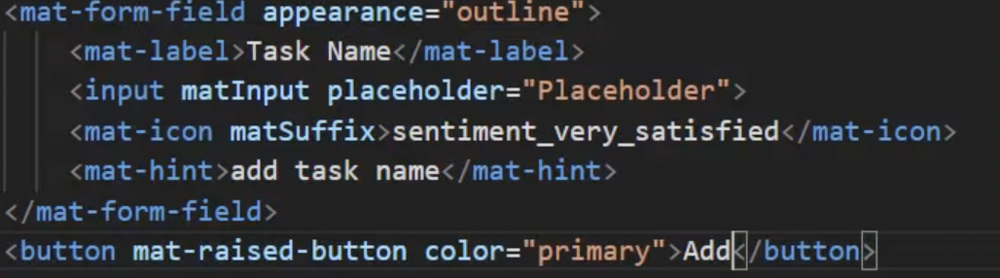 <mat-form-field appearance="outline">
<mat-label>Task Name</mat-label>
<input matInput placeholder="Placeholder">
<mat-icon matSuffix>sentiment_very_satisfied</mat-icon>
<mat-hint>add task name</mat-hint>
</mat-form-field>
<button mat-raised-button color="primary">Add</button>